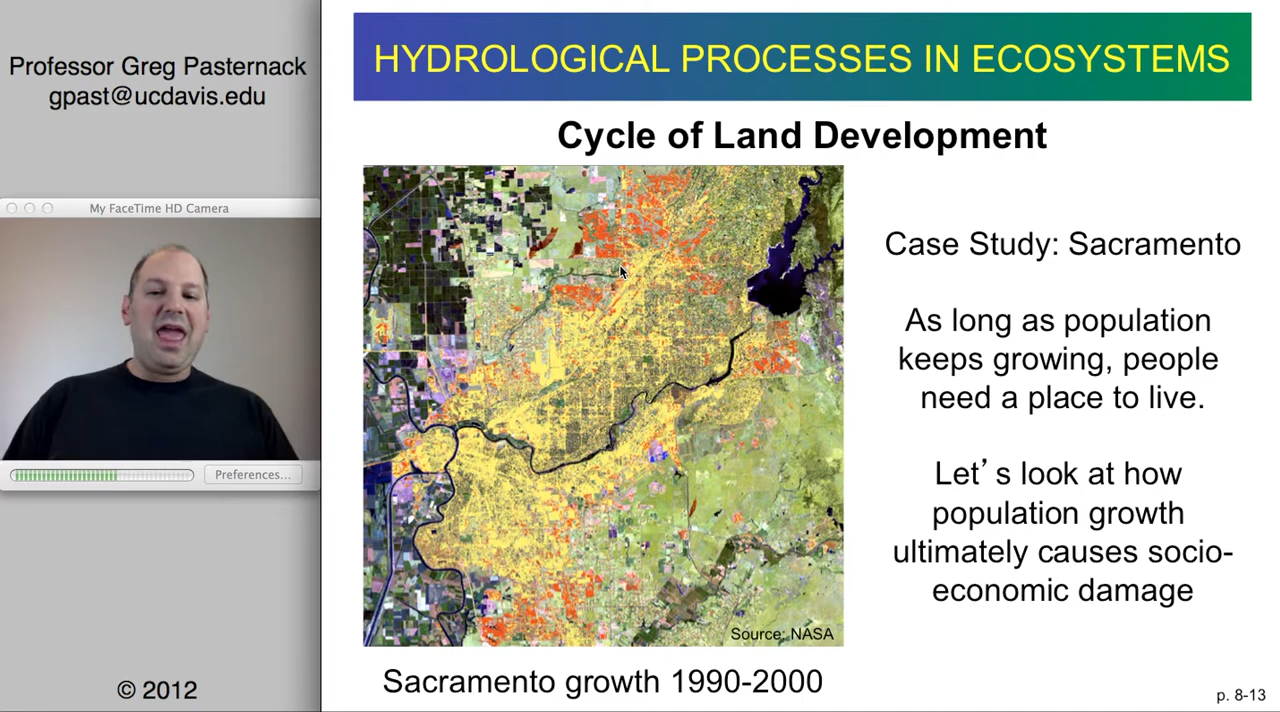 Professor Greg Pasternack
gpast@ucdavis.edu
My FaceTime HD Camera
Preferences...
© 2012
HYDROLOGICAL PROCESSES IN ECOSYSTEMS
Cycle of Land Development
Source: NASA
Sacramento growth 1990-2000
Case Study: Sacramento
As long as population
keeps growing, people
need a place to live.
Let’s look at how
population growth
ultimately causes socio-
economic damage
p. 8-13